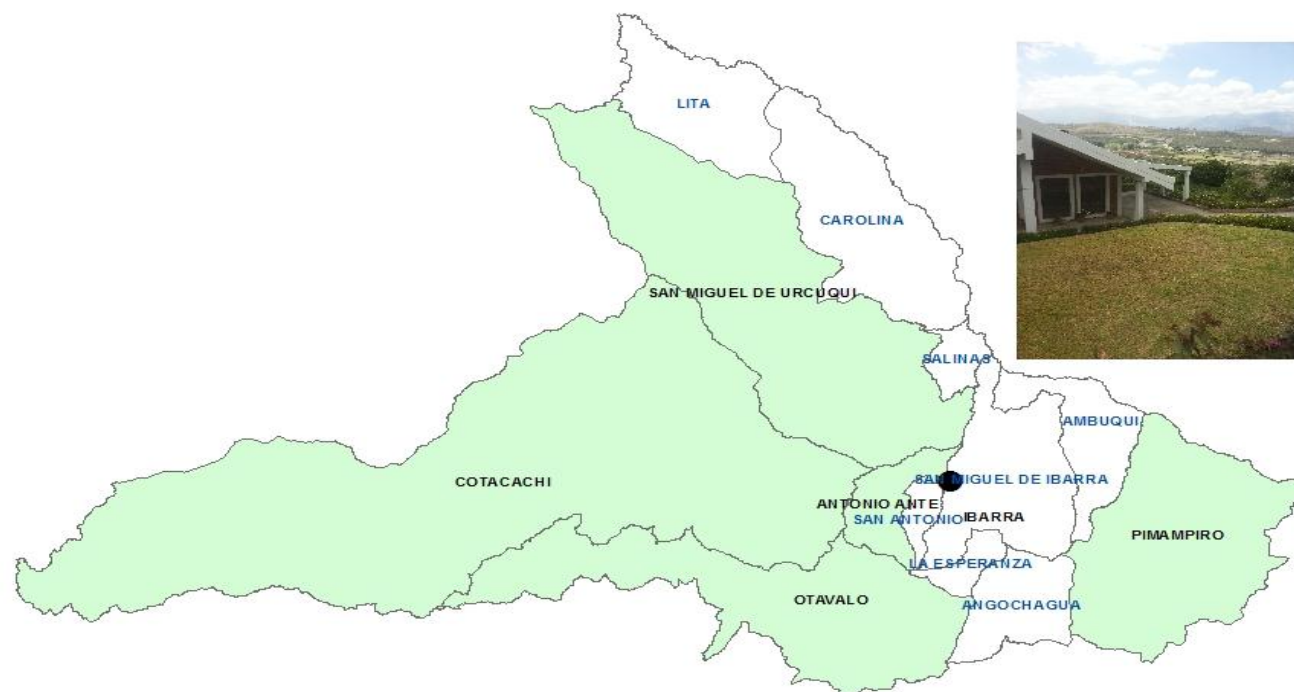 LITA
CAROLINA
SAN MIGUEL DE URCUQUI
SALINAS
AMBUQUI
COTACACHI
SAN MIGUEL DE IBARRA
ANTONIO ANTE
SAN ANTONIO
IBARRA
PIMAMPIRO
LA ESPERANZA
OTAVALO
ANGOCHAGUA